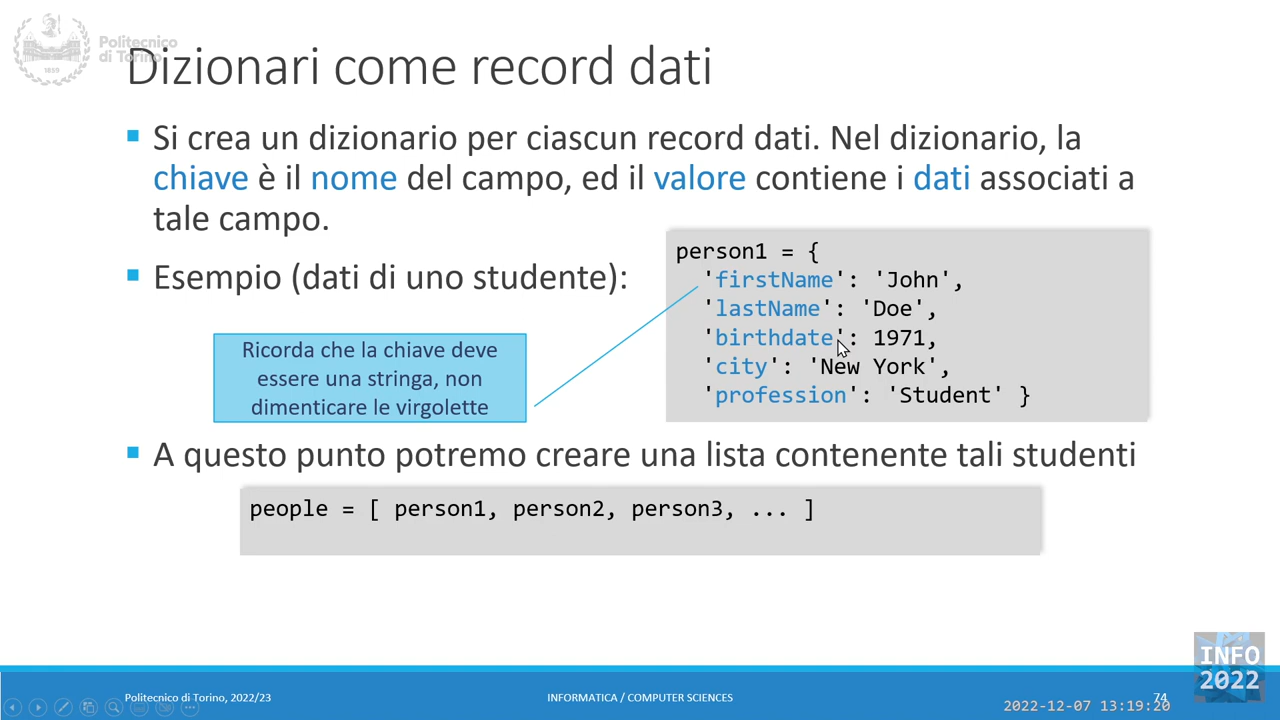 Politecnico
di Torino
1859
Dizionari come record dati
Si crea un dizionario per ciascun record dati. Nel dizionario, la
chiave è il nome del campo, ed il valore contiene i dati associati a
tale campo.
Esempio (dati di uno studente):
person1 = {
'firstName': 'John',
'lastName': 'Doe',
'birthdate': 1971,
'city': 'New York',
'profession': 'Student' }
Ricorda che la chiave deve
essere una stringa, non
dimenticare le virgolette
A questo punto potremo creare una lista contenente tali studenti
people = [ person1, person2, person3, ... ]
INFO
2022
Politecnico di Torino, 2022/23
INFORMATICA / COMPUTER SCIENCES
74
2022-12-07 13:19:20